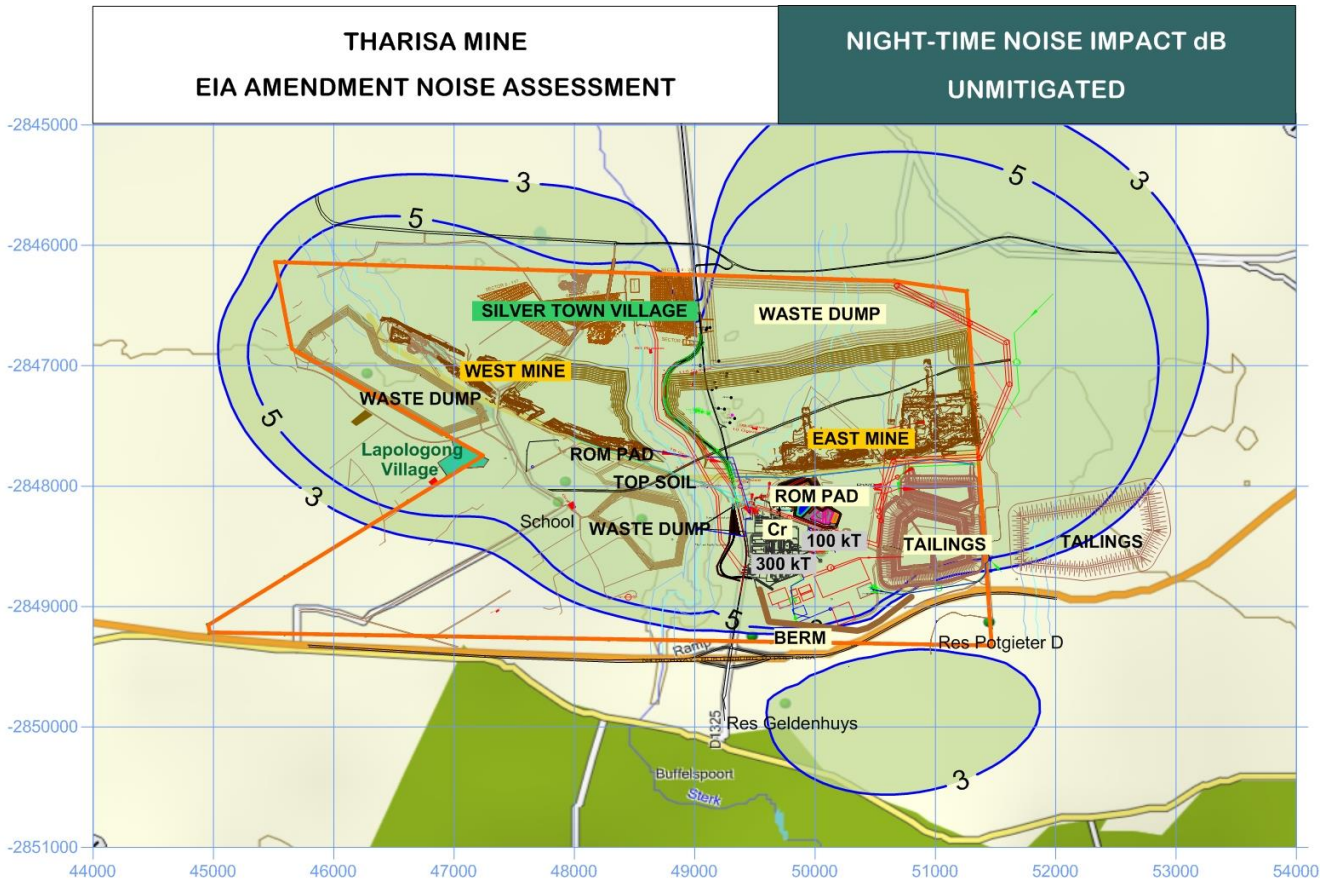 THARISA MINE
EIA AMENDMENT NOISE ASSESSMENT
NIGHT-TIME NOISE IMPACT dB
UNMITIGATED
-2845000
-2846000
-2847000
-2848000
-2849000
-2850000
-2851000
3
5
5
3
SILVER TOWN VILLAGE
WASTE DUMP
WEST MINE
WASTE DUMP
5
EAST MINE
Lapologong
Village
ROM PAD
TOP SOIL
3
ROM PAD
School
WASTE DUMP
Cr
100 kT
TAILINGS
TAILINGS
300 kT
5
BERM
Ramp
Res Potgieter D
D1325
Res Geldenhuys
Buffelspoort
Sterk
3
44000
45000
46000
47000
48000
49000
50000
51000
52000
53000
54000